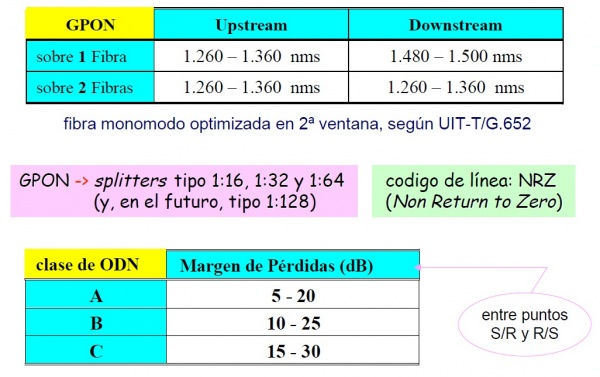 GPON Upstream Downstream
sobre 1 Fibra 1.260 – 1.360 nms 1.480 – 1.500 nms
sobre 2 Fibras 1.260 – 1.360 nms 1.260 – 1.360 nms
fibra monomodo optimizada en 2ª ventana, según UIT-T/G.652
GPON -> splitters tipo 1:16, 1:32 y 1:64
(y, en el futuro, tipo 1:128)
codigo de línea: NRZ
(Non Return to Zero)
clase de ODN Margen de Pérdidas (dB)
A 5 - 20
B 10 - 25
C 15 - 30
entre puntos
S/R y R/S